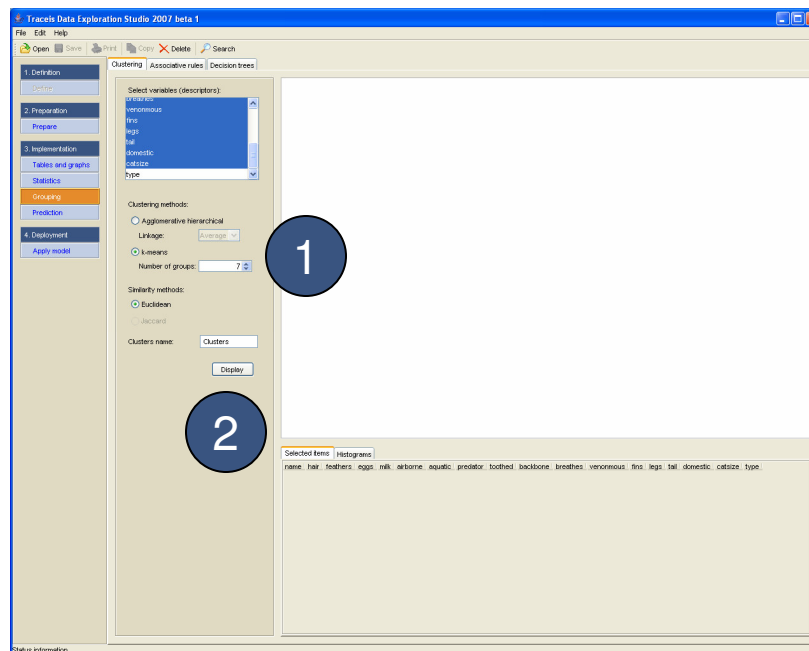 Traceis Data Exploration Studio 2007 beta 1
File Edit Help
Open Save Print Copy Delete Search
Clustering Associative rules Decision trees
1. Definition
Define
2. Preparation
Prepare
3. Implementation
Tables and graphs
Statistics
Grouping
Prediction
4. Deployment
Apply model
Select variables (descriptors):
breathes
venonmous
fins
legs
tail
domestic
catsize
type
Clustering methods:
Agglomerative hierarchical
Linkage: Average
k-means
Number of groups: 7
Similarity methods:
Euclidean
Jaccard
Clusters name: Clusters
Display
1
2
Selected items Histograms
name hair feathers eggs milk airborne aquatic predator toothed backbone breathes venonmous fins legs tail domestic catsize type
Status information